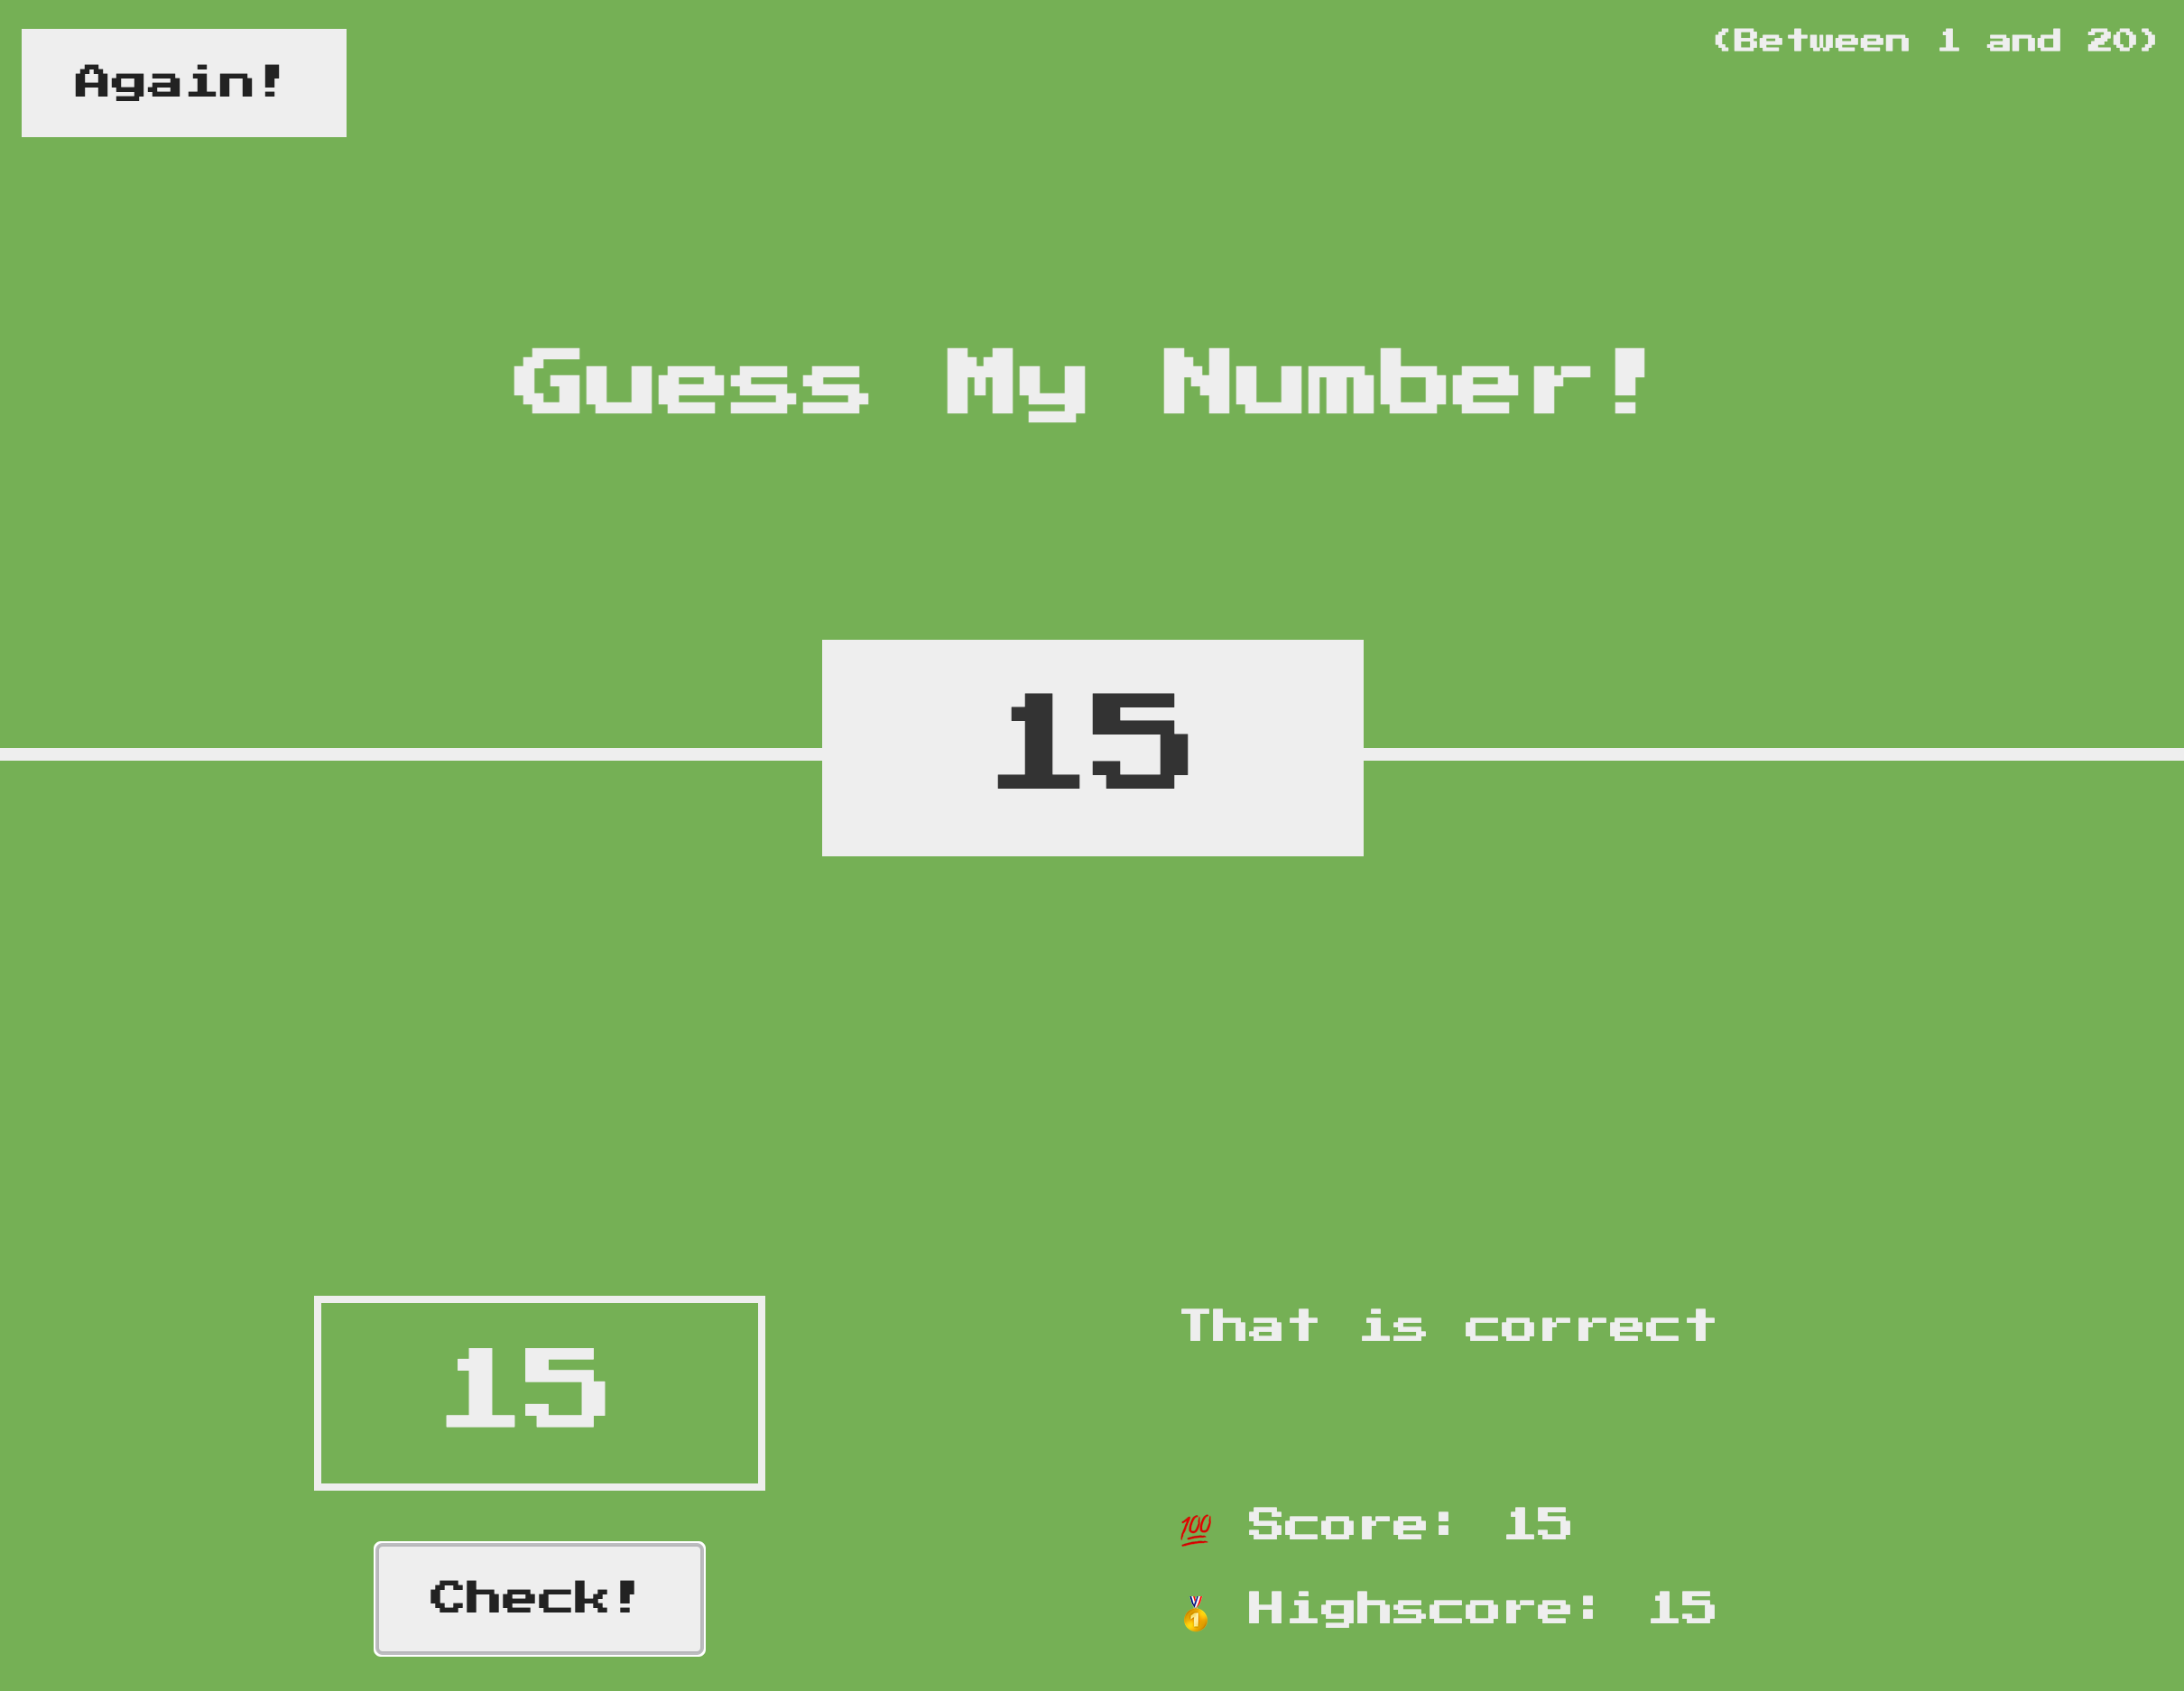 Again!
(Between 1 and 20)
Guess My Number!
15
15
Check!
That is correct
💯 Score: 15
🥇 Highscore: 15